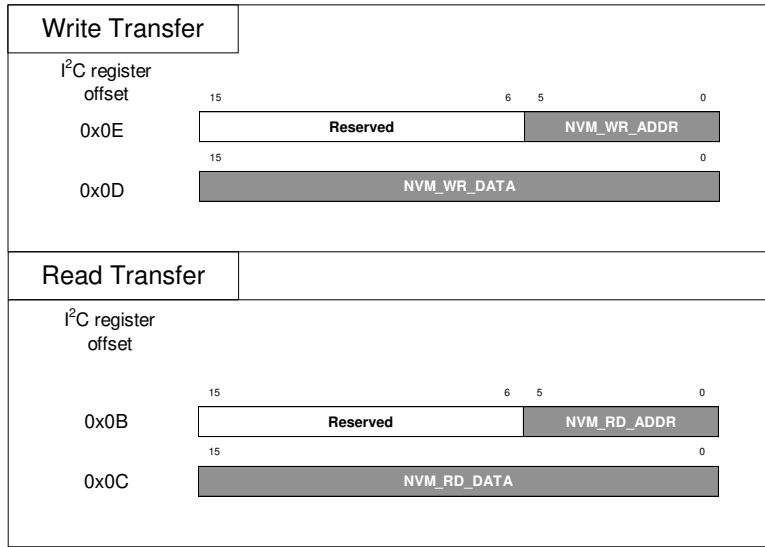 Write Transfer
I²C register
offset
15 6 5 0
0x0E Reserved NVM_WR_ADDR
15 0
0x0D NVM_WR_DATA
Read Transfer
I²C register
offset
15 6 5 0
0x0B Reserved NVM_RD_ADDR
15 0
0x0C NVM_RD_DATA